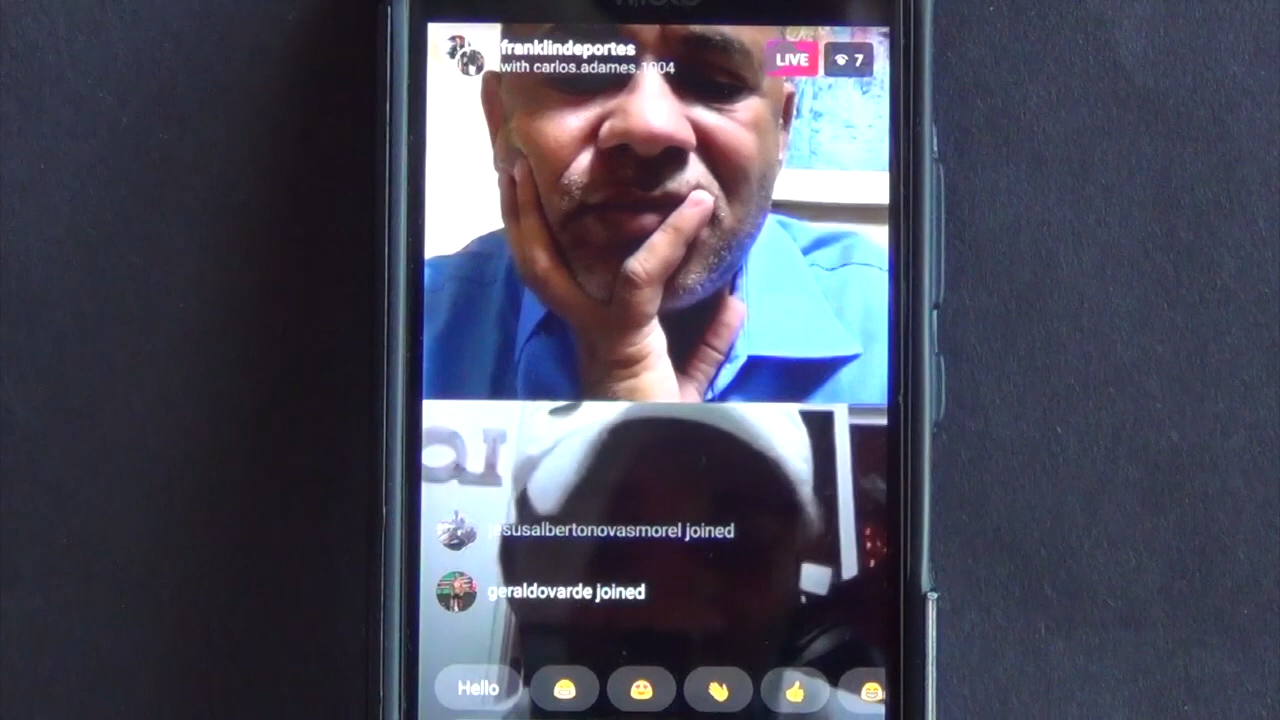 franklindeportes
with carlos.adames.1904
LIVE
7
jesusalbertonovasmorel joined
geraldovarde joined
Hello